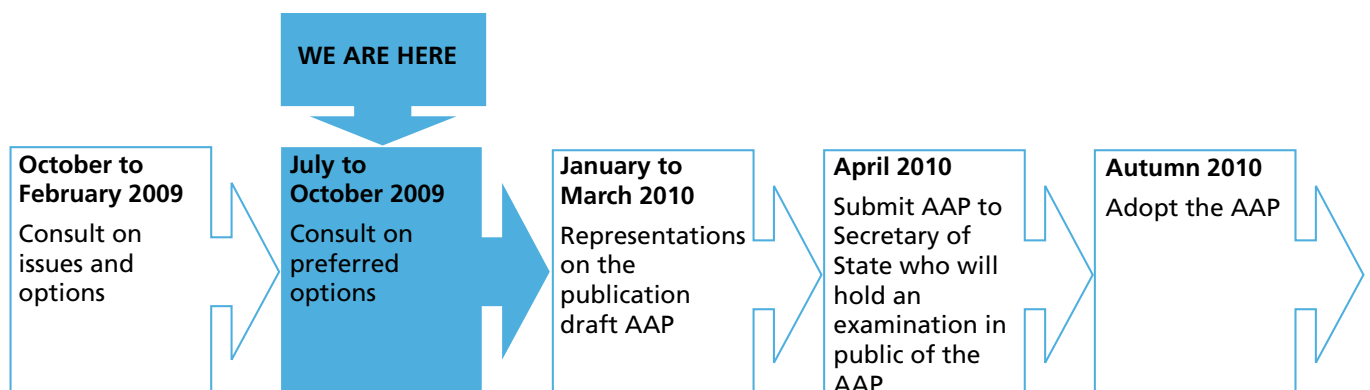 WE ARE HERE
October to
February 2009
Consult on
issues and
options
July to
October 2009
Consult on
preferred
options
January to
March 2010
Representations
on the
publication
draft AAP
April 2010
Submit AAP to
Secretary of
State who will
hold an
examination in
public of the
AAP
Autumn 2010
Adopt the AAP